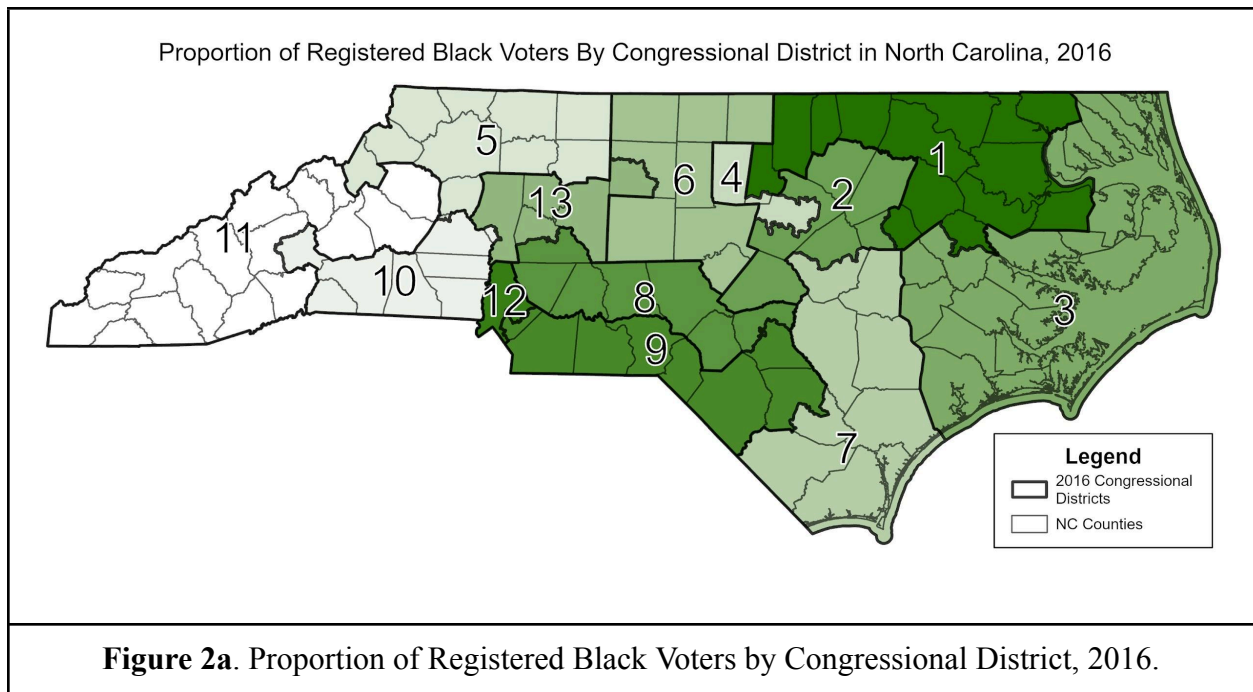 Proportion of Registered Black Voters By Congressional District in North Carolina, 2016
5
1
4
6
2
13
11
10
12
8
3
9
7
Legend
2016 Congressional
Districts
NC Counties
Figure 2a. Proportion of Registered Black Voters by Congressional District, 2016.